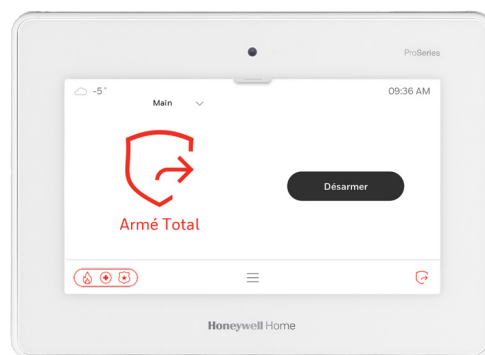 ProSeries
-5°
09:36 AM
Main
Désarmer
Armé Total
Honeywell Home